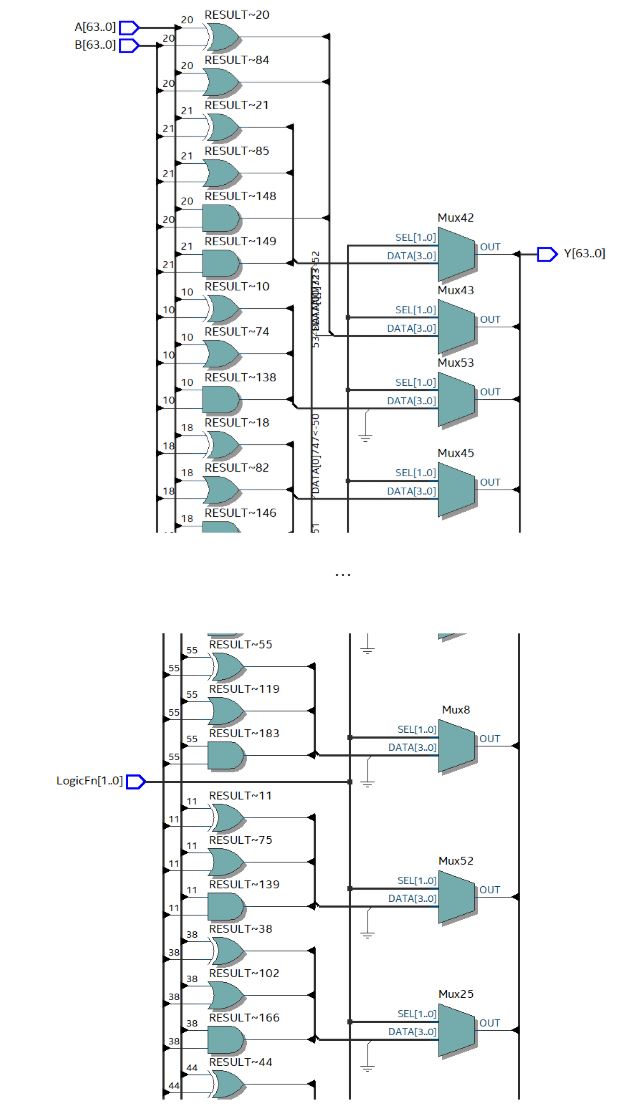 A[63..0]
B[63..0]
20 RESULT~20
20
20 RESULT~84
20
21 RESULT~21
21
21 RESULT~85
21
20 RESULT~148
20
21 RESULT~149
21
10 RESULT~10
10
10 RESULT~74
10
10 RESULT~138
10
18 RESULT~18
18
18 RESULT~82
18
18 RESULT~146
Mux42
SEL[1..0]
DATA[3..0]
OUT
Y[63..0]
Mux43
SEL[1..0]
DATA[3..0]
OUT
Mux53
SEL[1..0]
DATA[3..0]
OUT
Mux45
SEL[1..0]
DATA[3..0]
OUT
DATA[0]747<-50
...
55 RESULT~55
55
55 RESULT~119
55
55 RESULT~183
55
Mux8
SEL[1..0]
DATA[3..0]
OUT
LogicFn[1..0]
11 RESULT~11
11
11 RESULT~75
11
11 RESULT~139
11
Mux52
SEL[1..0]
DATA[3..0]
OUT
38 RESULT~38
38
38 RESULT~102
38
38 RESULT~166
38
Mux25
SEL[1..0]
DATA[3..0]
OUT
44 RESULT~44
44